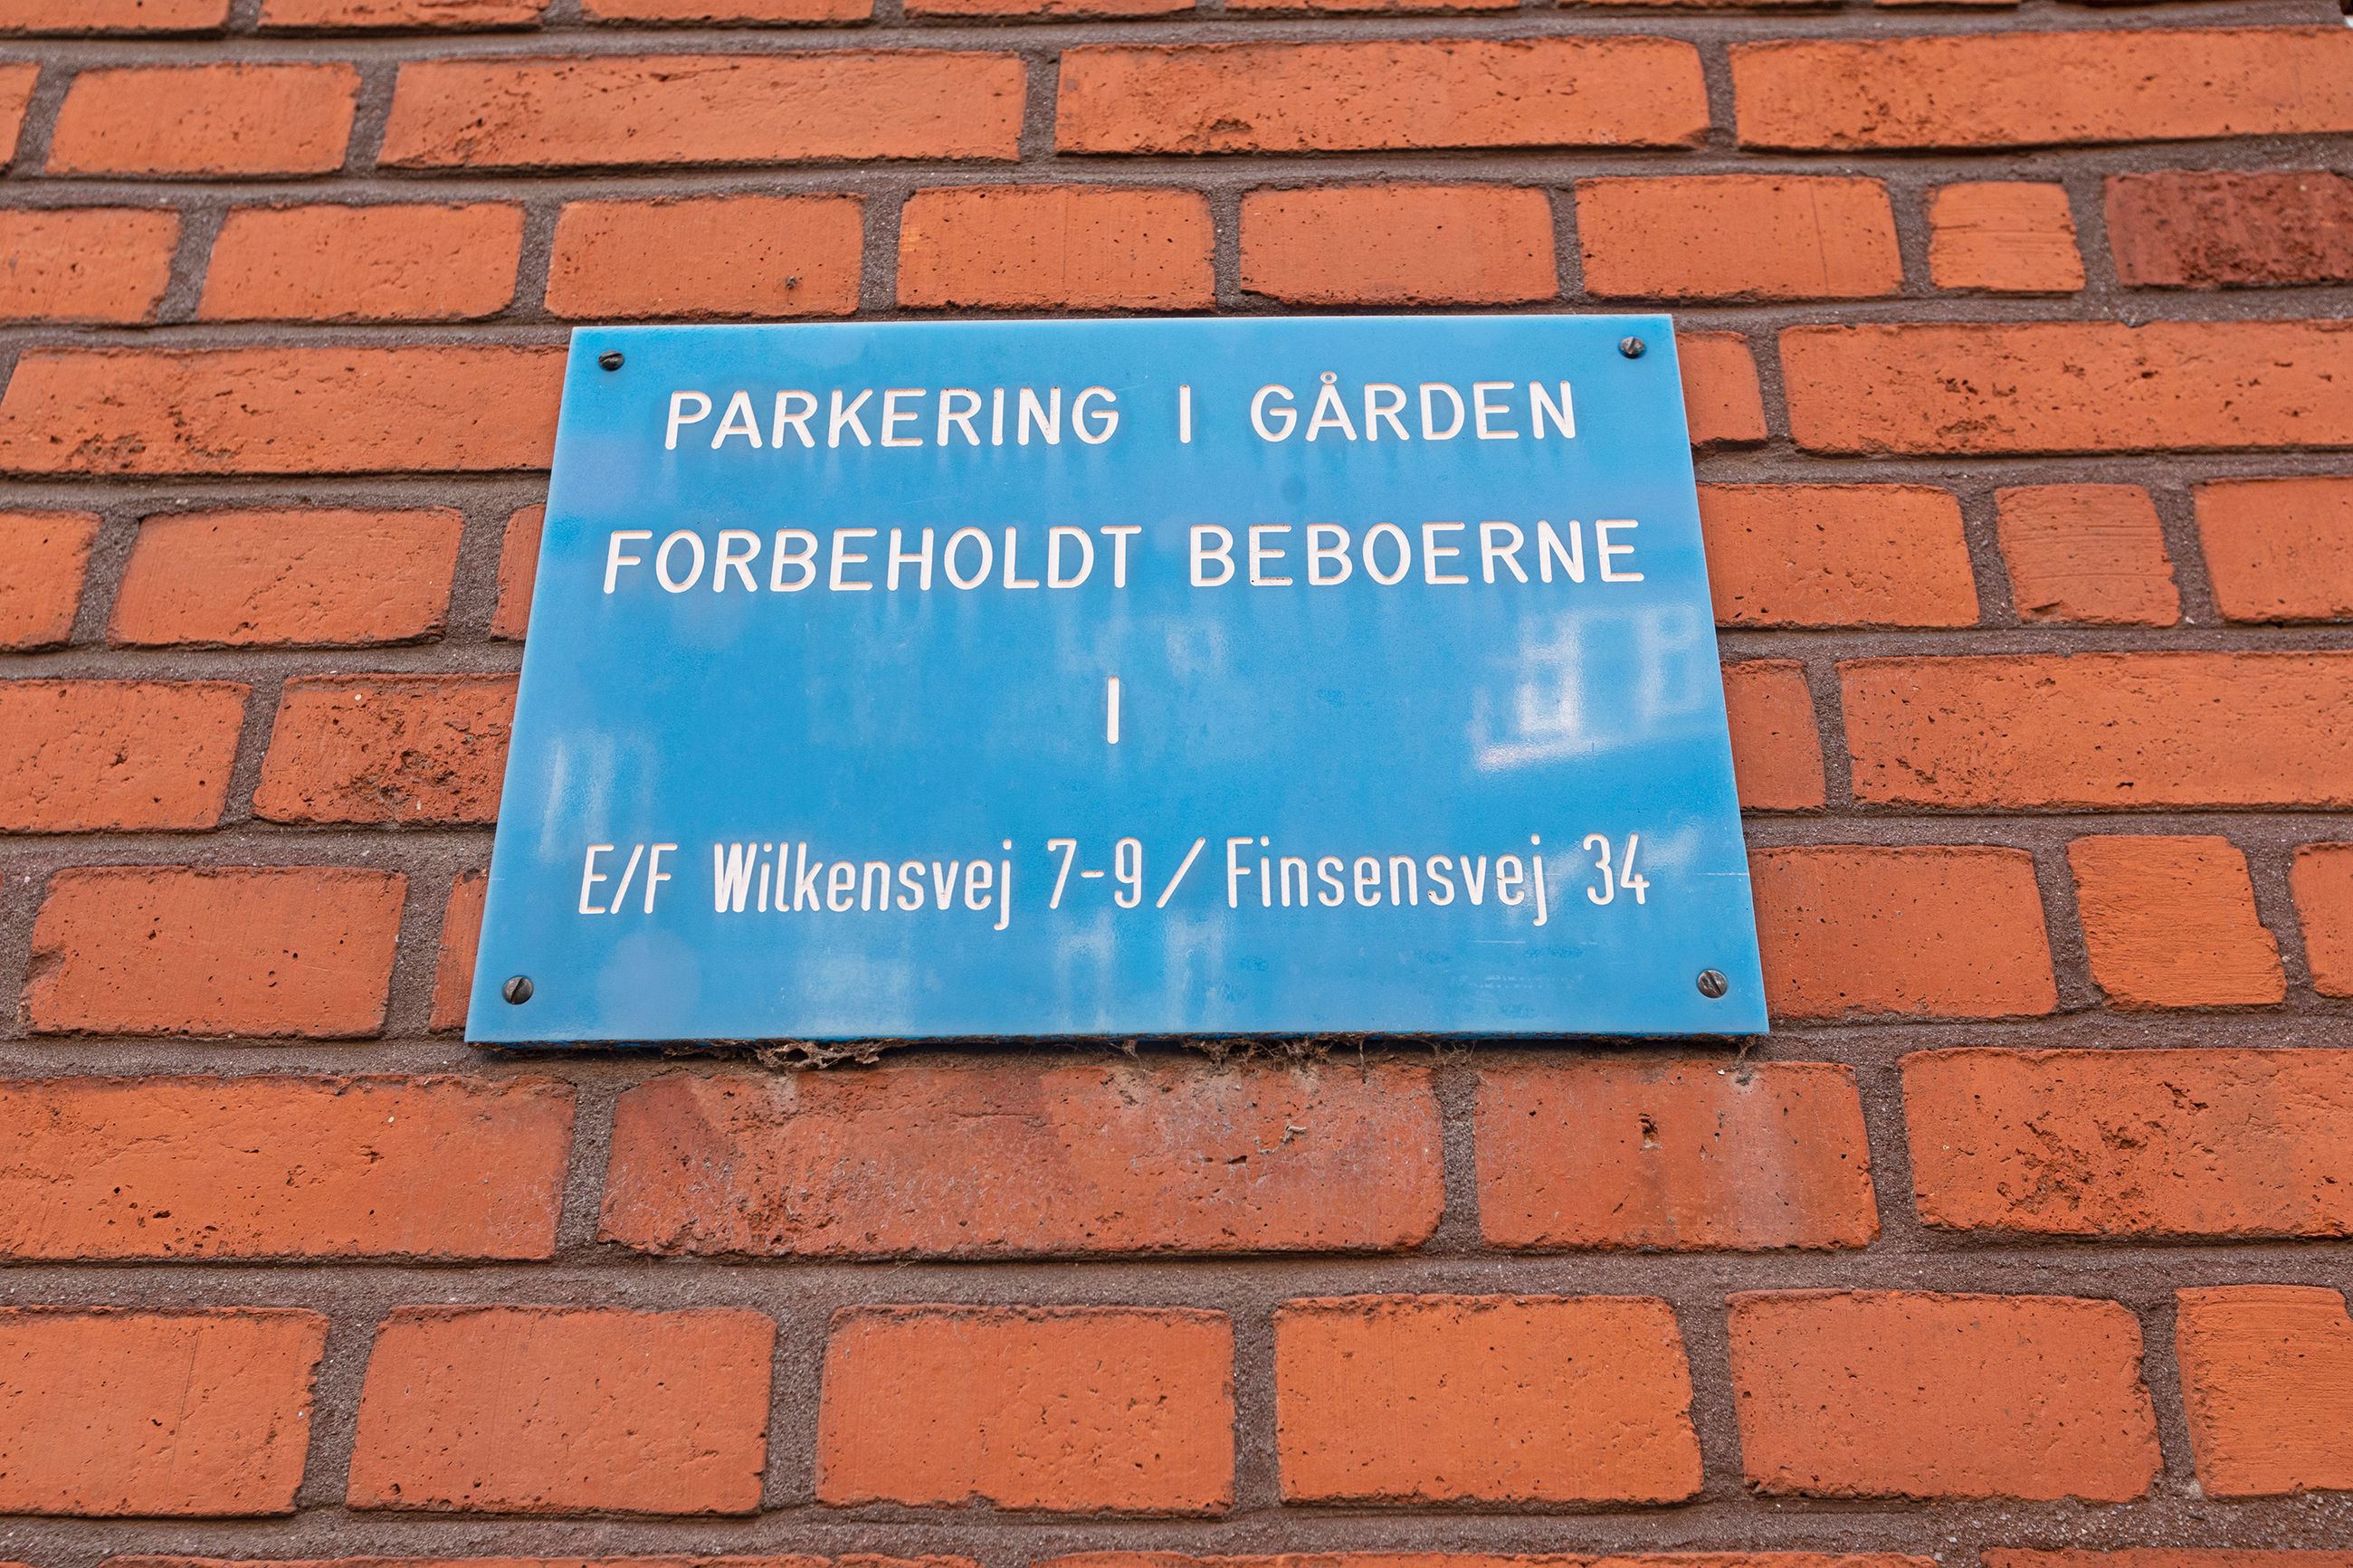 PARKERING I GÅRDEN
FORBEHOLDT BEBOERNE
I
E/F Wilkensvej 7-9/Finsensvej 34